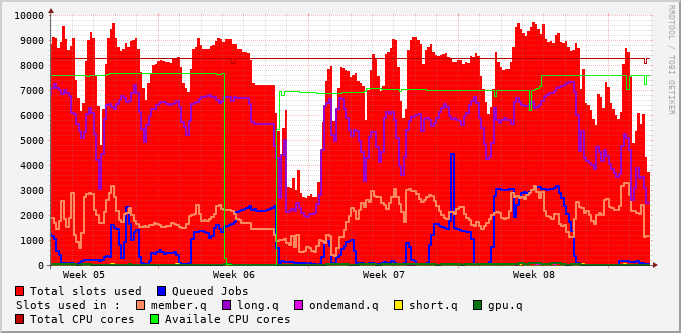 10000
9000
8000
7000
6000
5000
4000
3000
2000
1000
0
Week 05 Week 06 Week 07 Week 08
RRDTOOL / TOBI OETIKER
Total slots used Queued Jobs
Slots used in : member.q long.q ondemand.q short.q gpu.q
Total CPU cores Availale CPU cores